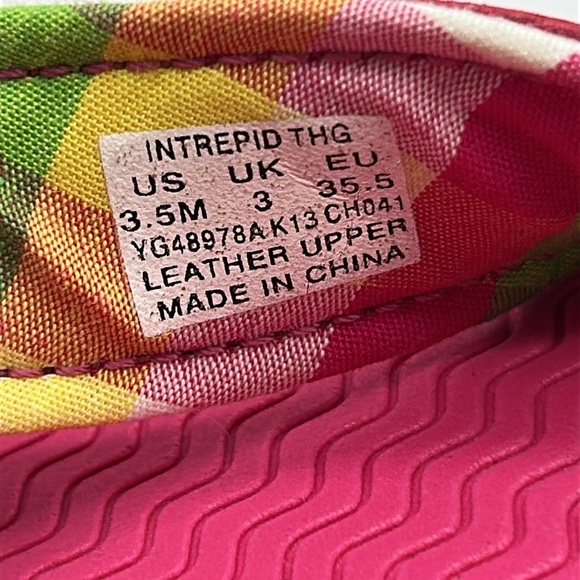 INTREPID THG
US UK EU
3.5M 3 35.5
YG48978A K13 CH041
LEATHER UPPER
MADE IN CHINA